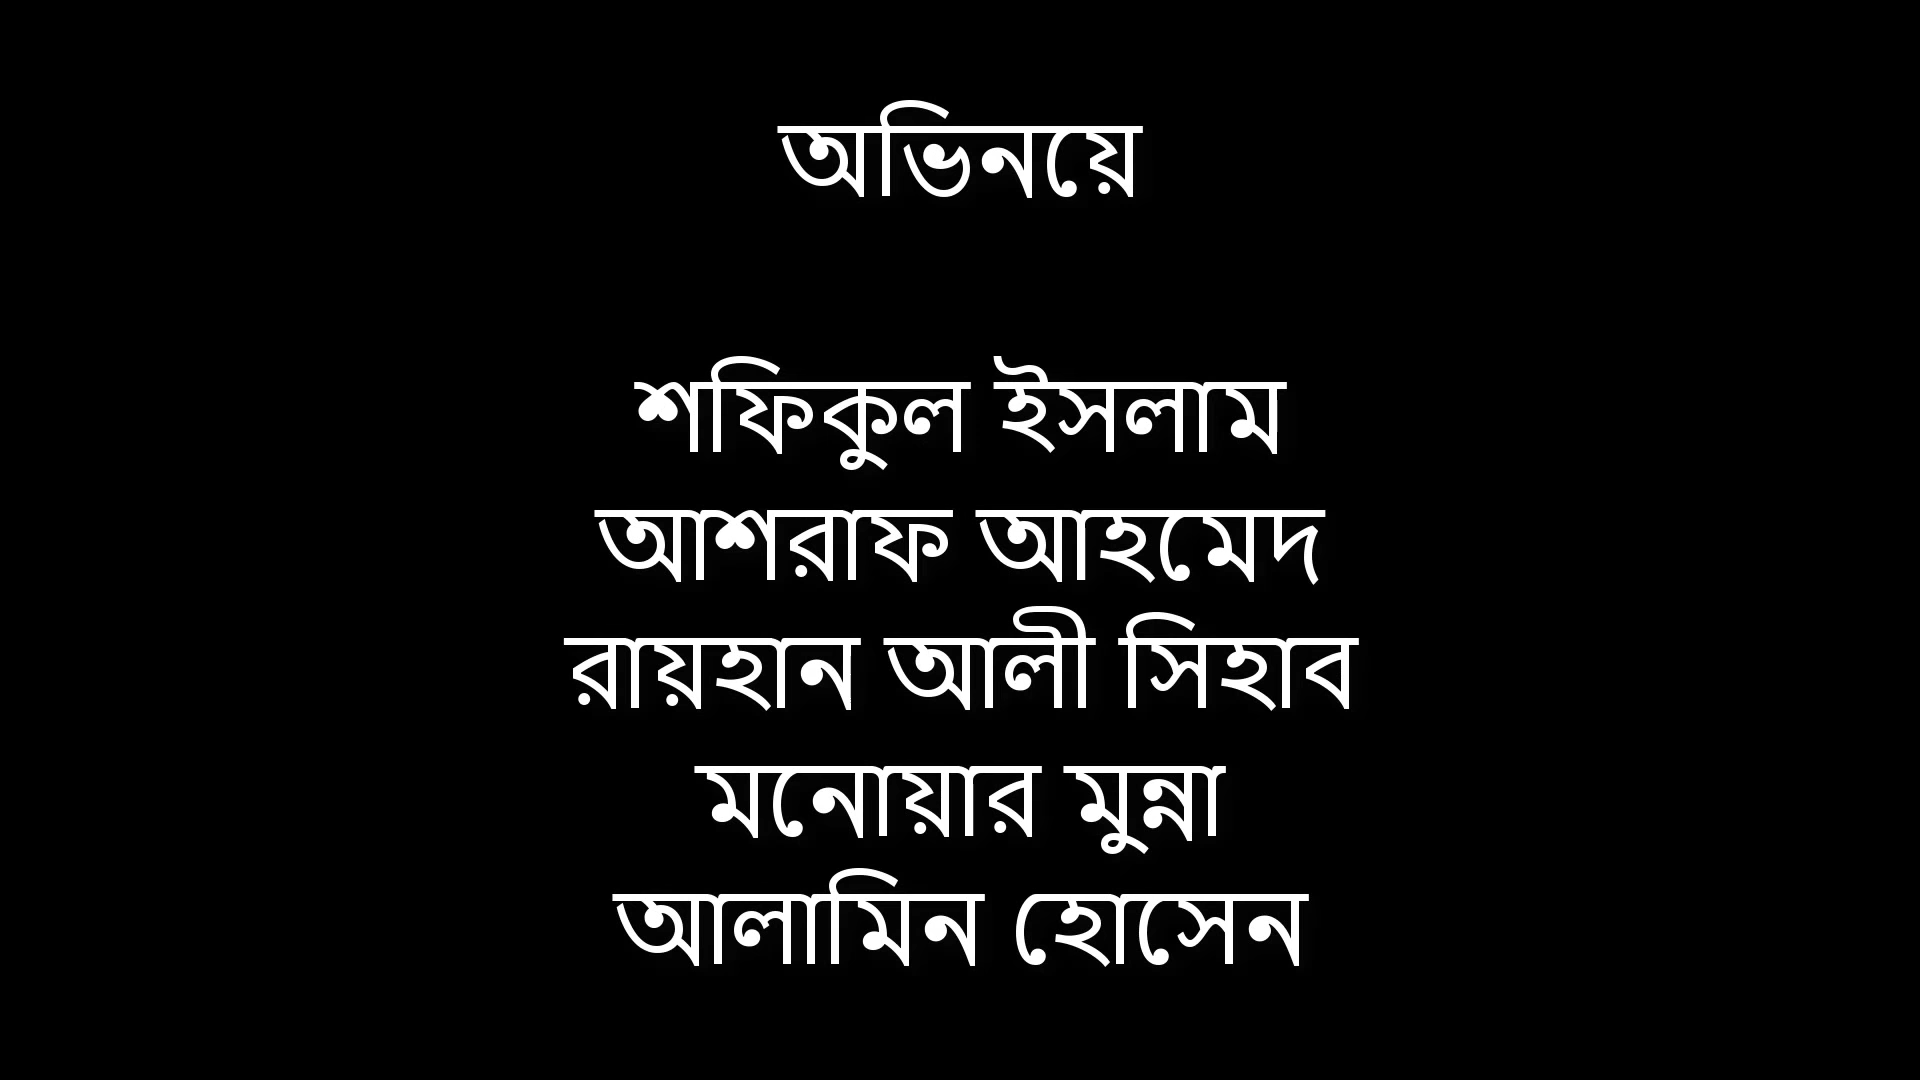 অভিনয়ে
শফিকুল ইসলাম
আশরাফ আহমেদ
রায়হান আলী সিহাব
মনোয়ার মুন্না
আলামিন হোসেন